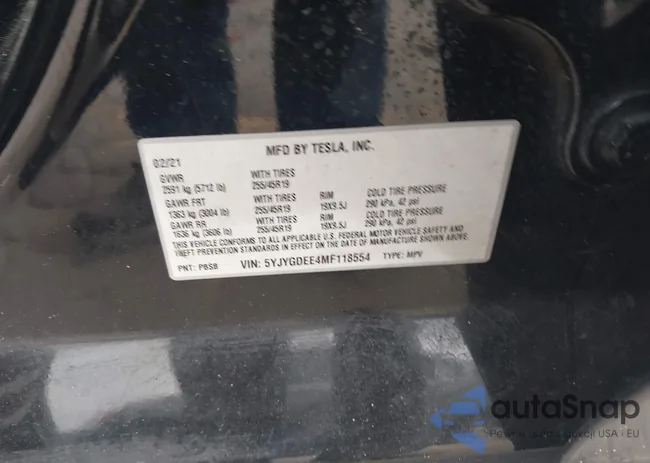 MFD BY TESLA, INC.
02/21
GVWR WITH TIRES
2591 kg (5712 lb) 255/45R19
GAWR FRT WITH TIRES RIM COLD TIRE PRESSURE
1363 kg (3004 lb) 255/45R19 19X9.5J 290 kPa, 42 psi
GAWR RR WITH TIRES RIM COLD TIRE PRESSURE
1636 kg (3606 lb) 255/45R19 19X9.5J 290 kPa, 42 psi
THIS VEHICLE CONFORMS TO ALL APPLICABLE U.S. FEDERAL MOTOR VEHICLE SAFETY AND
THEFT PREVENTION STANDARDS IN EFFECT ON THE DATE OF MANUFACTURE SHOWN ABOVE.
PNT: PBSB VIN: 5YJYGDEE4MF118554 TYPE: MPV
autaSnap
USA i EU